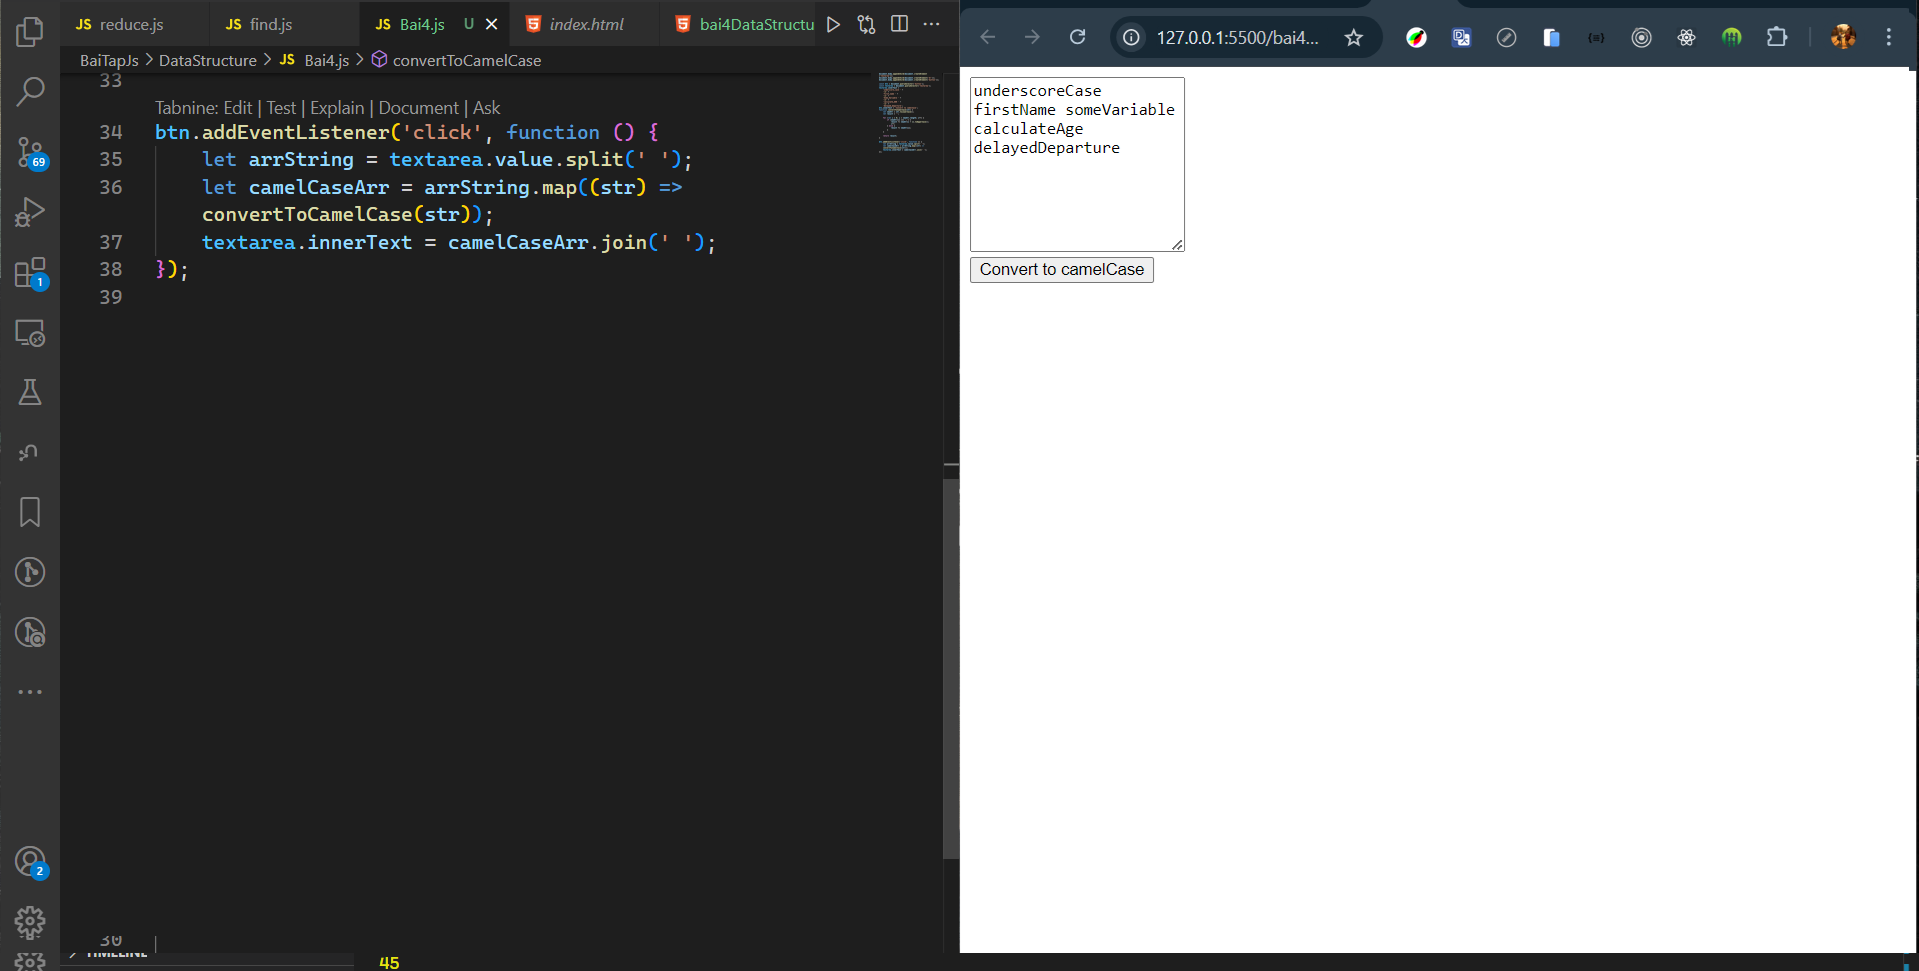 JS reduce.js
JS find.js
JS Bai4.js U
index.html
bai4DataStructu
BaiTapJs > DataStructure > JS Bai4.js > convertToCamelCase
33
Tabnine: Edit | Test | Explain | Document | Ask
34 btn.addEventListener('click', function () {
35 let arrString = textarea.value.split(' ');
36 let camelCaseArr = arrString.map((str) =>
convertToCamelCase(str));
37 textarea.innerText = camelCaseArr.join(' ');
38 });
39
69
1
2
30
TIMELINE
45
127.0.0.1:5500/bai4...
underscoreCase
firstName someVariable
calculateAge
delayedDeparture
Convert to camelCase